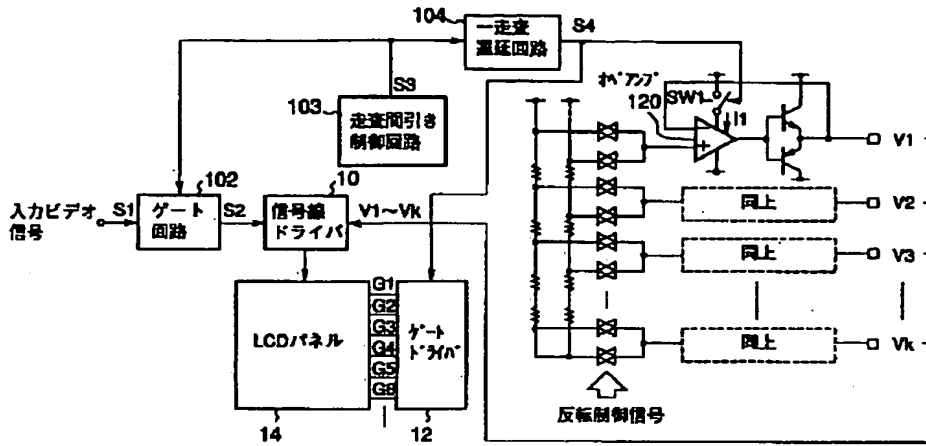 104
一走査
遅延回路
S4
S3
103
走査間引き
制御回路
オペアンプ
120
SW1
I1
V1
102
10
入力ビデオ
信号
S1
ゲート
回路
S2
信号線
ドライバ
V1～Vk
同上
V2
同上
V3
LCDパネル
G1
G2
G3
G4
G5
G6
ゲート
ドライバ
同上
Vk
反転制御信号
14
12